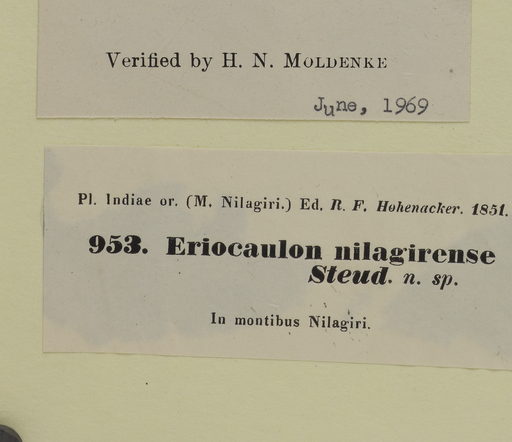 Verified by H. N. MOLDENKE
June, 1969
Pl. Indiae or. (M. Nilagiri.) Ed. R. F. Hohenacker. 1851.
953. Eriocaulon nilagirense
Steud. n. sp.
In montibus Nilagiri.